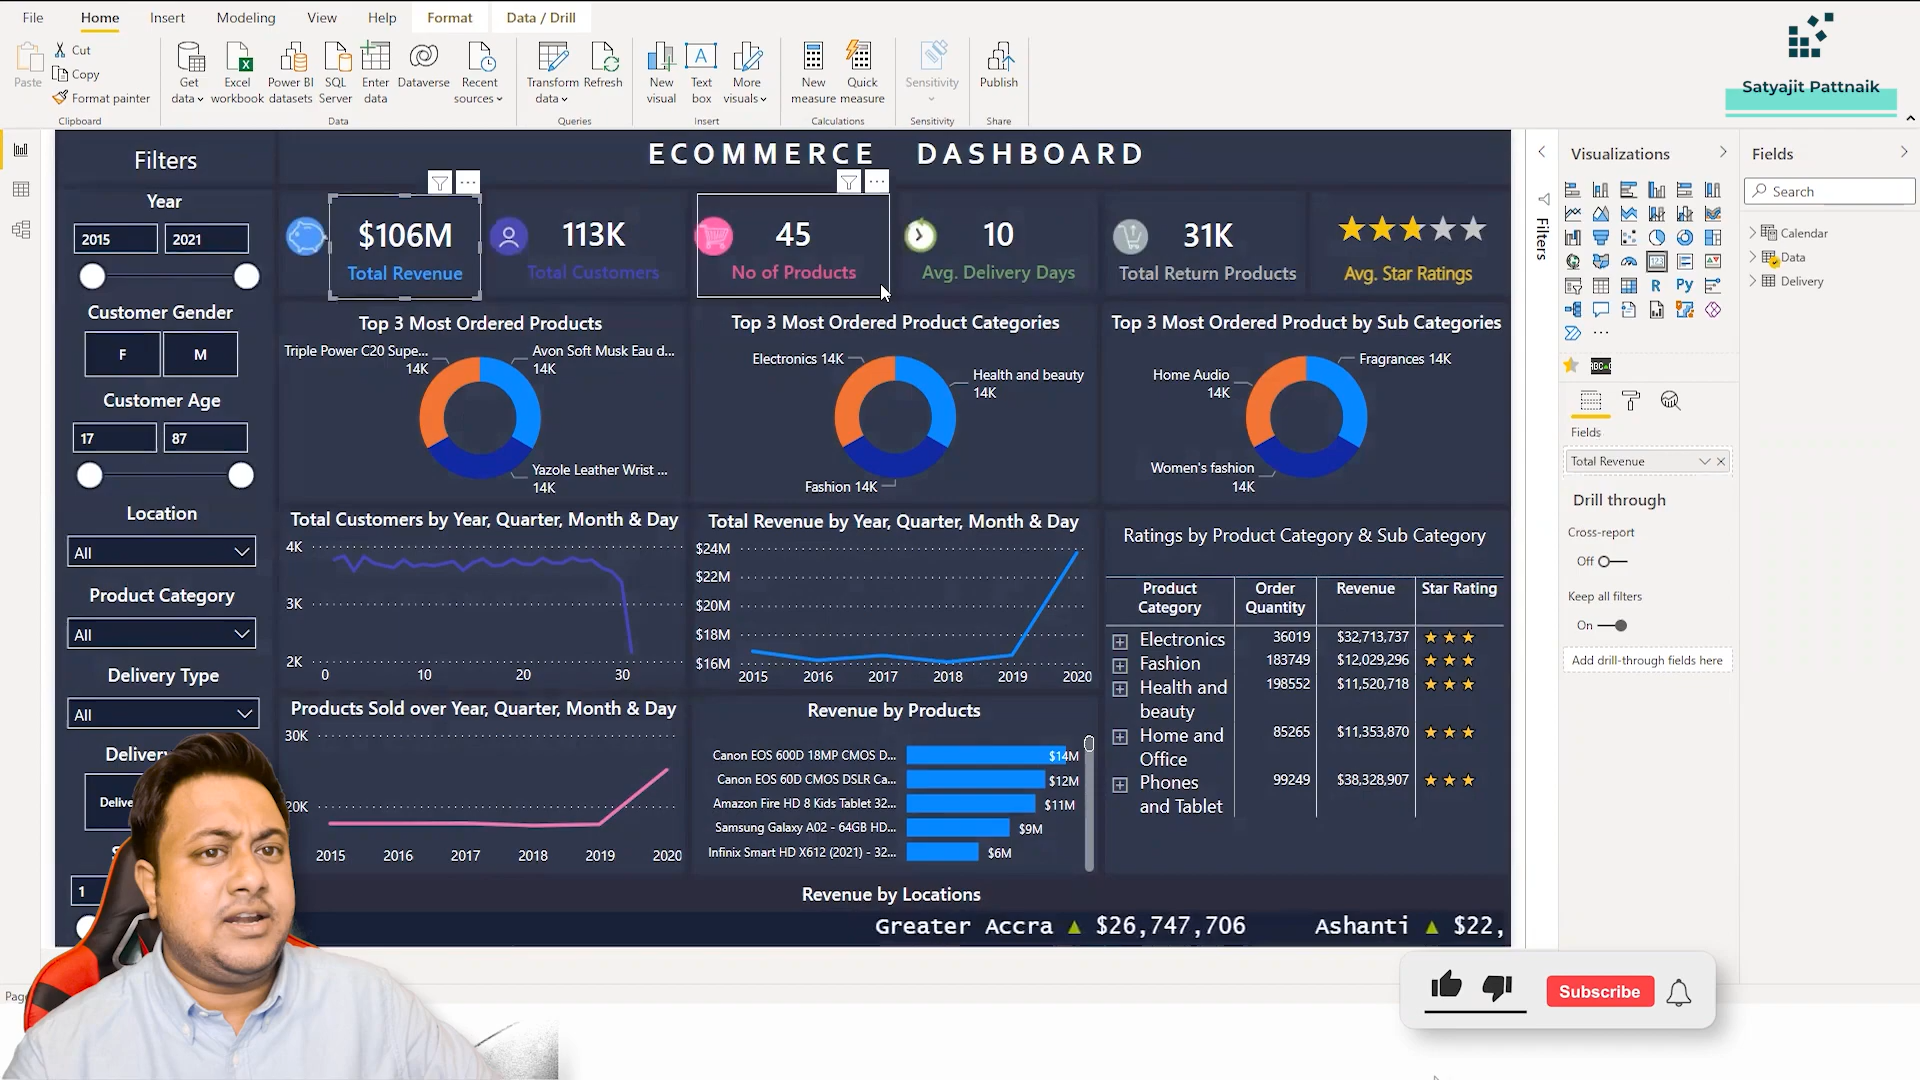 File Home Insert Modeling View Help Format Data / Drill
Paste
Cut
Copy
Format painter
Clipboard
Get data
Excel workbook
Power BI datasets
SQL Server
Enter data
Dataverse
Recent sources
Data
Transform data
Refresh
Queries
New visual
Text box
More visuals
Insert
New measure
Quick measure
Calculations
Sensitivity
Sensitivity
Publish
Share
Satyajit Pattnaik
ECOMMERCE DASHBOARD
Filters
Year
2015 2021
Customer Gender
F M
Customer Age
17 87
Location
All
Product Category
All
Delivery Type
All
1
$106M
Total Revenue
113K
Total Customers
45
No of Products
10
Avg. Delivery Days
31K
Total Return Products
Avg. Star Ratings
Top 3 Most Ordered Products
Triple Power C20 Supe...
14K
Avon Soft Musk Eau d...
14K
Yazole Leather Wrist ...
14K
Top 3 Most Ordered Product Categories
Electronics 14K
Health and beauty
14K
Fashion 14K
Top 3 Most Ordered Product by Sub Categories
Fragrances 14K
Home Audio
14K
Women's fashion
14K
Total Customers by Year, Quarter, Month & Day
4K
3K
2K
0 10 20 30
Total Revenue by Year, Quarter, Month & Day
$24M
$22M
$20M
$18M
$16M
2015 2016 2017 2018 2019 2020
Ratings by Product Category & Sub Category
Product Category Order Quantity Revenue Star Rating
Electronics 36019 $32,713,737
Fashion 183749 $12,029,296
Health and beauty 198552 $11,520,718
Home and Office 85265 $11,353,870
Phones and Tablet 99249 $38,328,907
Products Sold over Year, Quarter, Month & Day
30K
20K
2015 2016 2017 2018 2019 2020
Revenue by Products
Canon EOS 600D 18MP CMOS D... $14M
Canon EOS 60D CMOS DSLR Ca... $12M
Amazon Fire HD 8 Kids Tablet 32... $11M
Samsung Galaxy A02 - 64GB HD... $9M
Infinix Smart HD X612 (2021) - 32... $6M
Revenue by Locations
Greater Accra ▲ $26,747,706 Ashanti ▲ $22,
Filters
Visualizations
R
Py
Fields
Total Revenue
Drill through
Cross-report
Off
Keep all filters
On
Add drill-through fields here
Fields
Search
Calendar
Data
Delivery
Subscribe